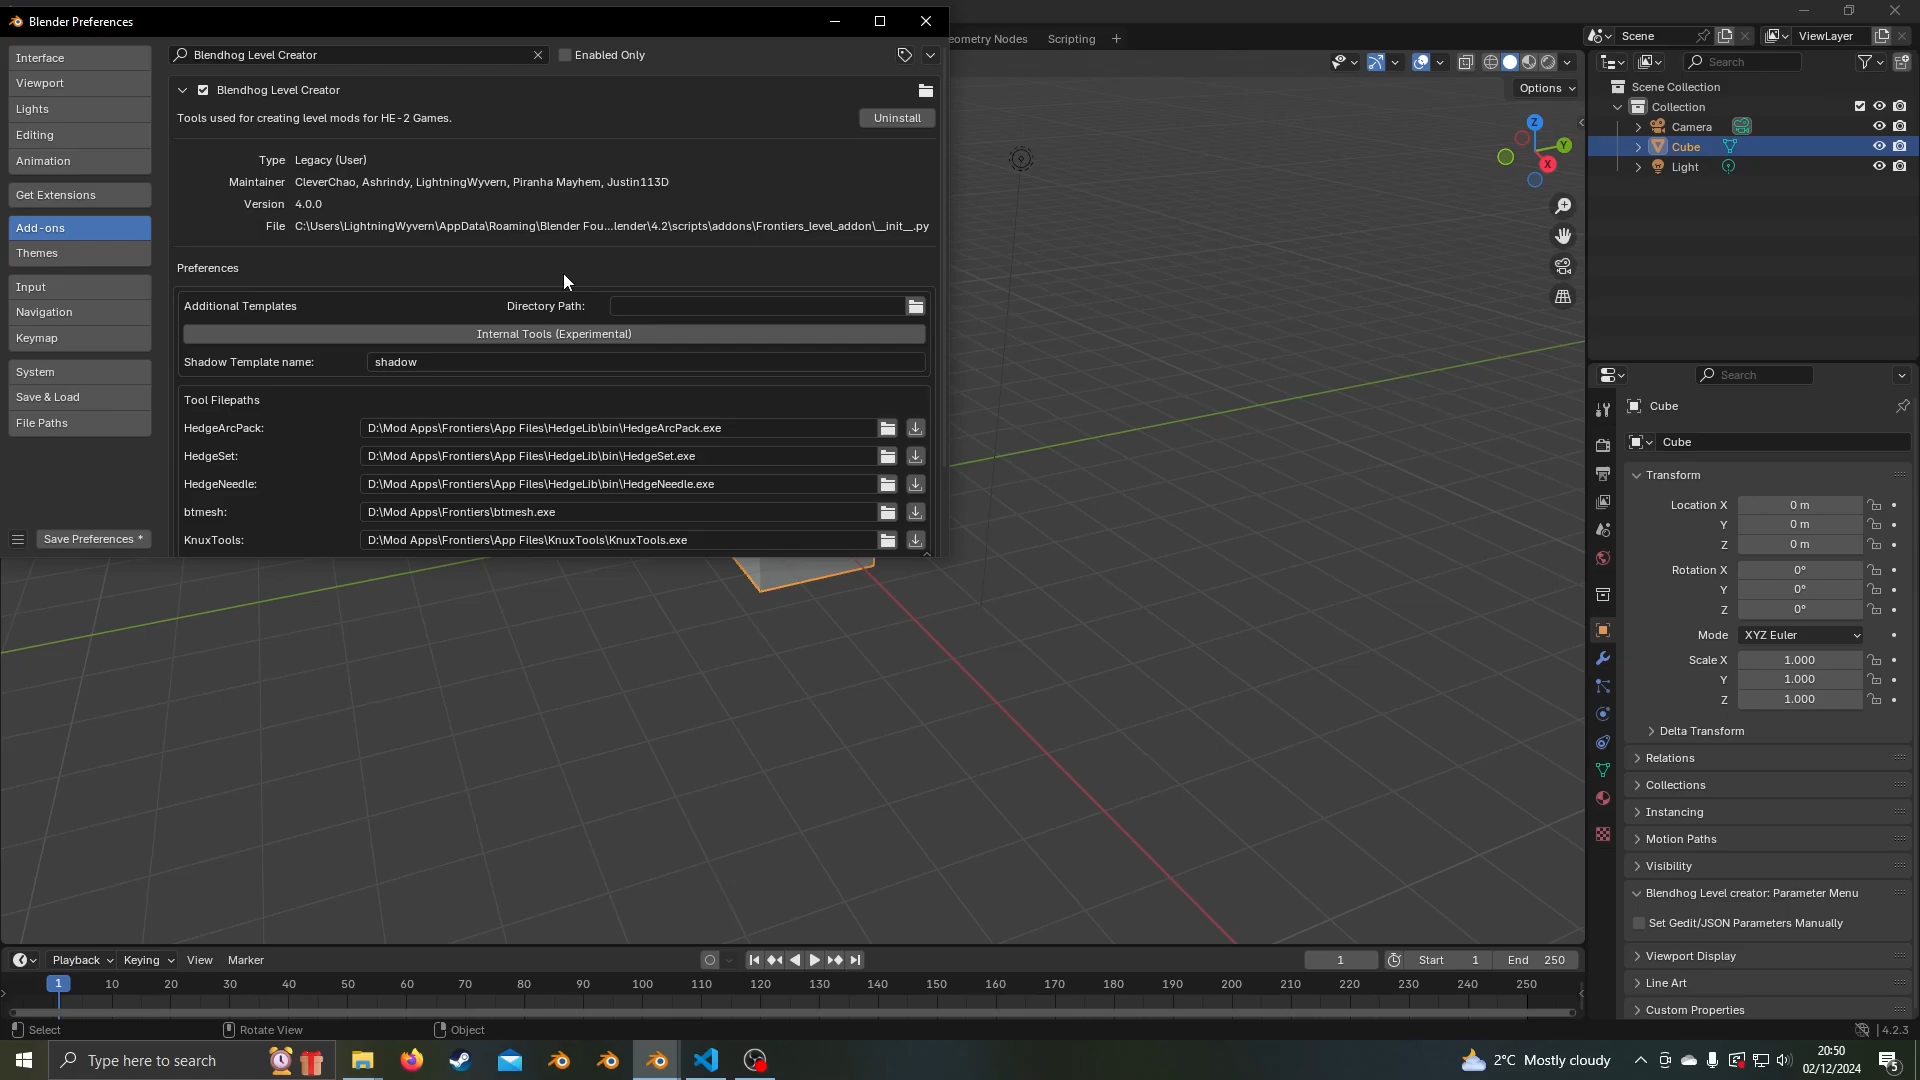 Blender Preferences
Interface
Viewport
Lights
Editing
Animation
Get Extensions
Add-ons
Themes
Input
Navigation
Keymap
System
Save & Load
File Paths
Save Preferences *
Blendhog Level Creator
Enabled Only
Blendhog Level Creator
Tools used for creating level mods for HE-2 Games.
Uninstall
Type Legacy (User)
Maintainer CleverChao, Ashrindy, LightningWyvern, Piranha Mayhem, Justin113D
Version 4.0.0
File C:\Users\LightningWyvern\AppData\Roaming\Blender Fou...lender\4.2\scripts\addons\Frontiers_level_addon\__init__.py
Preferences
Additional Templates Directory Path:
Internal Tools (Experimental)
Shadow Template name: shadow
Tool Filepaths
HedgeArcPack: D:\Mod Apps\Frontiers\App Files\HedgeLib\bin\HedgeArcPack.exe
HedgeSet: D:\Mod Apps\Frontiers\App Files\HedgeLib\bin\HedgeSet.exe
HedgeNeedle: D:\Mod Apps\Frontiers\App Files\HedgeLib\bin\HedgeNeedle.exe
btmesh: D:\Mod Apps\Frontiers\btmesh.exe
KnuxTools: D:\Mod Apps\Frontiers\App Files\KnuxTools\KnuxTools.exe
eometry Nodes Scripting +
Scene
ViewLayer
Options
Z
Y
X
Search
Scene Collection
Collection
Camera
Cube
Light
Search
Cube
Cube
Transform
Location X 0 m
Y 0 m
Z 0 m
Rotation X 0°
Y 0°
Z 0°
Mode XYZ Euler
Scale X 1.000
Y 1.000
Z 1.000
Delta Transform
Relations
Collections
Instancing
Motion Paths
Visibility
Blendhog Level creator: Parameter Menu
Set Gedit/JSON Parameters Manually
Viewport Display
Line Art
Custom Properties
Playback Keying View Marker
1 Start 1 End 250
1 10 20 30 40 50 60 70 80 90 100 110 120 130 140 150 160 170 180 190 200 210 220 230 240 250
Select Rotate View Object
4.2.3
Type here to search
2°C Mostly cloudy
20:50
02/12/2024
5